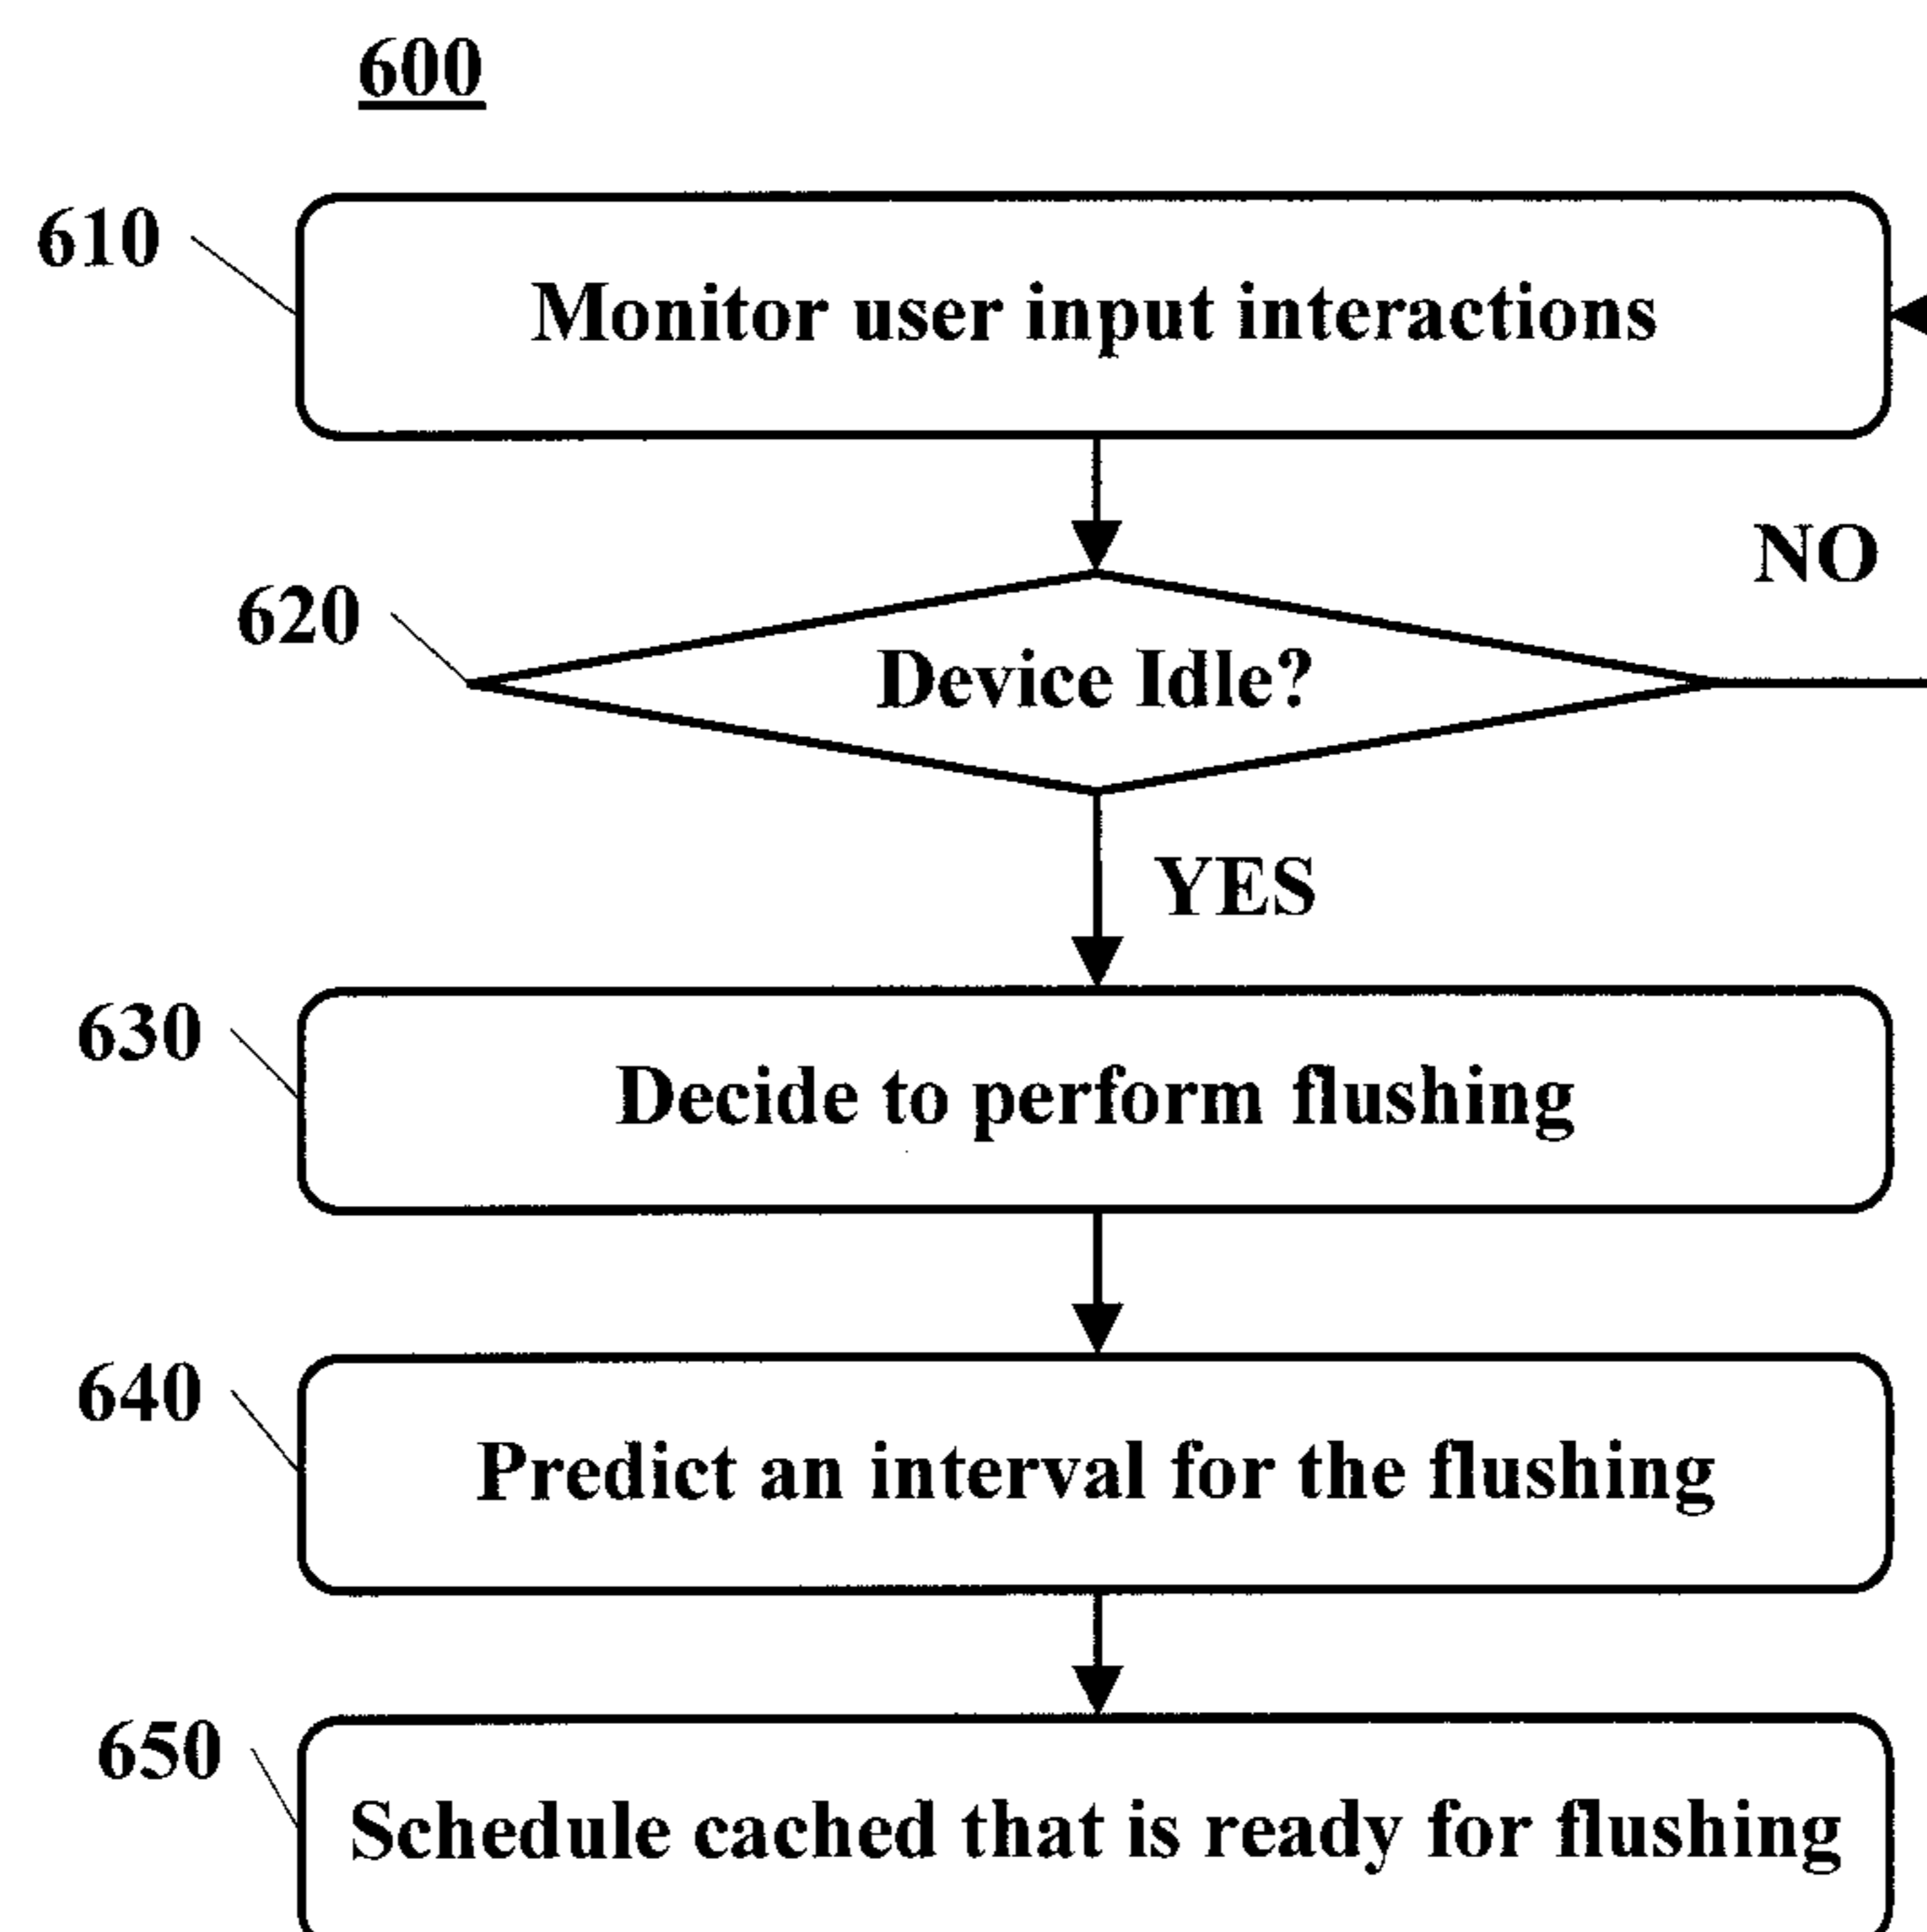 600
610
Monitor user input interactions
NO
620
Device Idle?
YES
630
Decide to perform flushing
640
Predict an interval for the flushing
650
Schedule cached that is ready for flushing